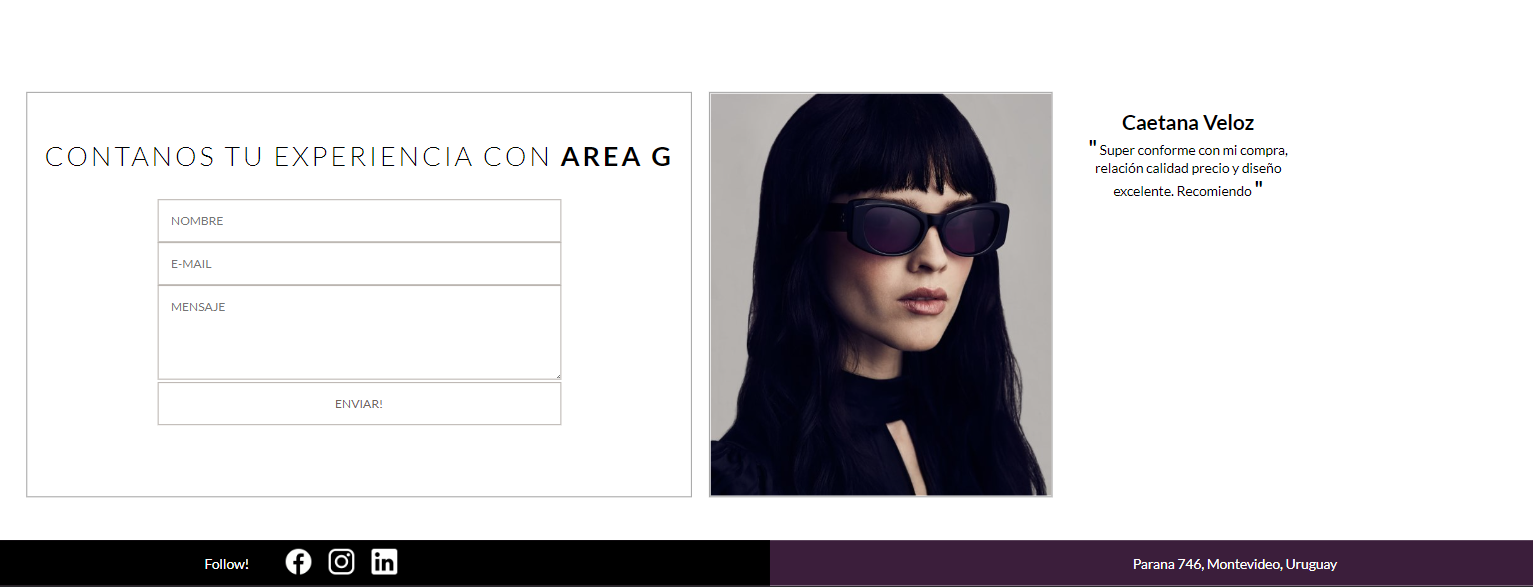 CONTANOS TU EXPERIENCIA CON AREA G
NOMBRE
E-MAIL
MENSAJE
ENVIAR!
Caetana Veloz
" Super conforme con mi compra,
relación calidad precio y diseño
excelente. Recomiendo "
Follow!
Parana 746, Montevideo, Uruguay